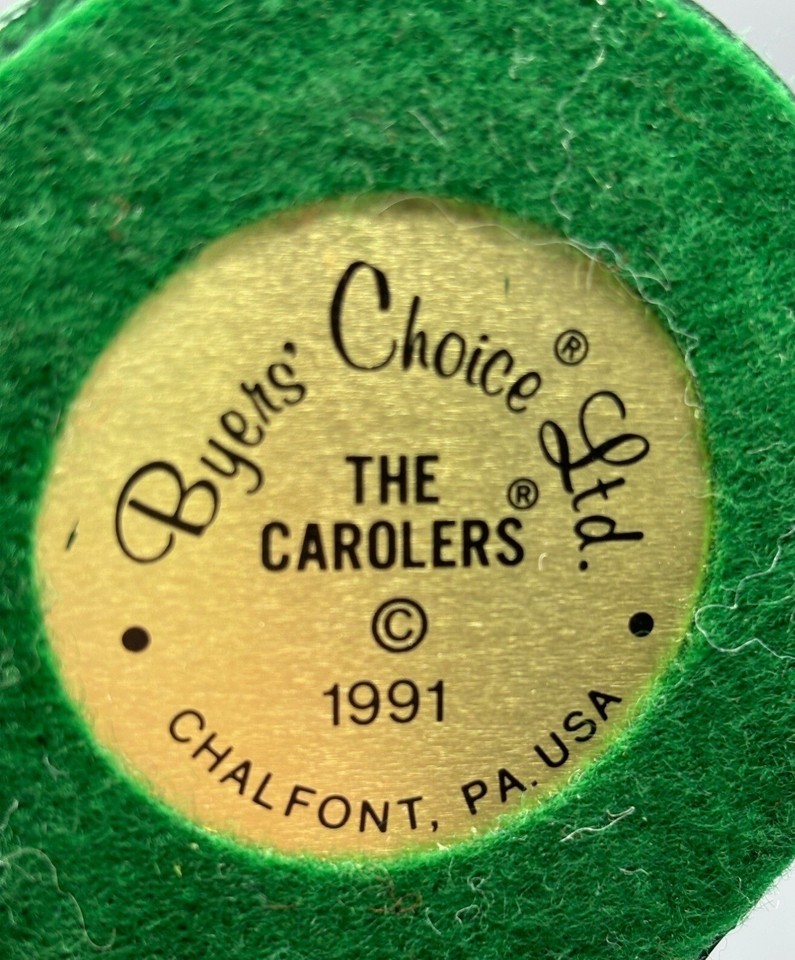 Byers' Choice® Ltd.
THE
CAROLERS®
©
1991
CHALFONT, PA. USA